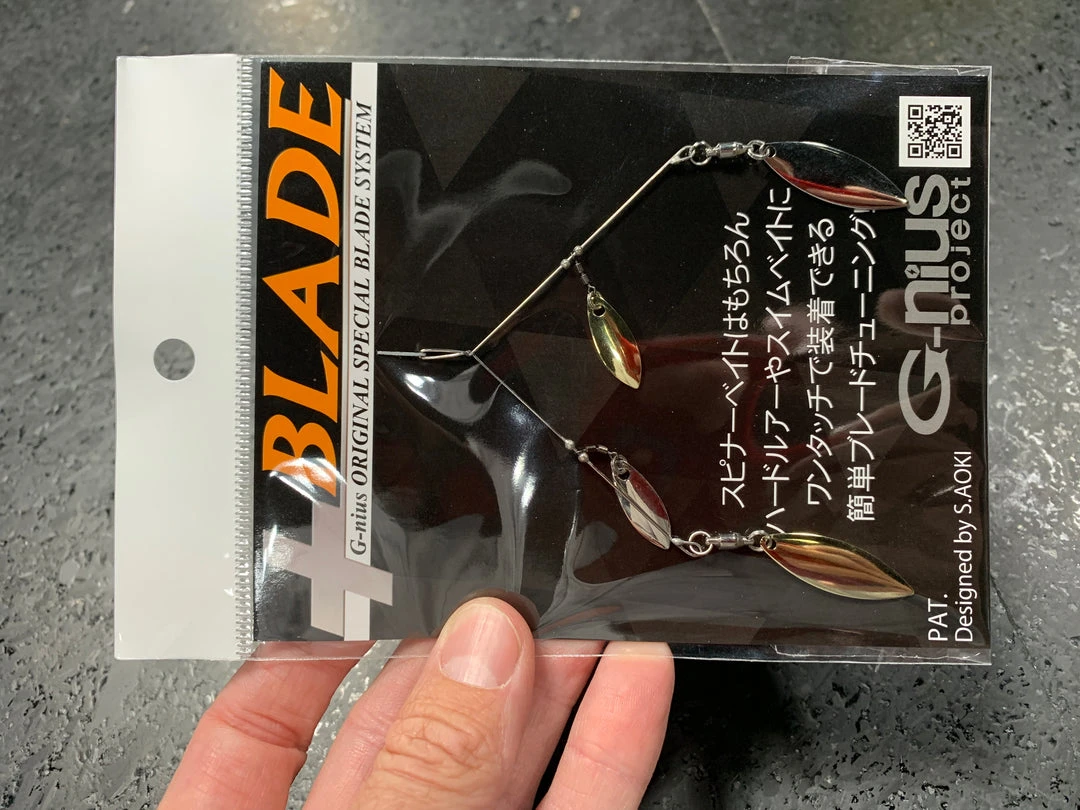 +BLADE
G-nius ORIGINAL SPECIAL BLADE SYSTEM
スピナーベイトはもちろん
ハードルアーやスイムベイトに
ワンタッチで装着できる
簡単ブレードチューニング!
G-nius
project
PAT.
Designed by S.AOKI